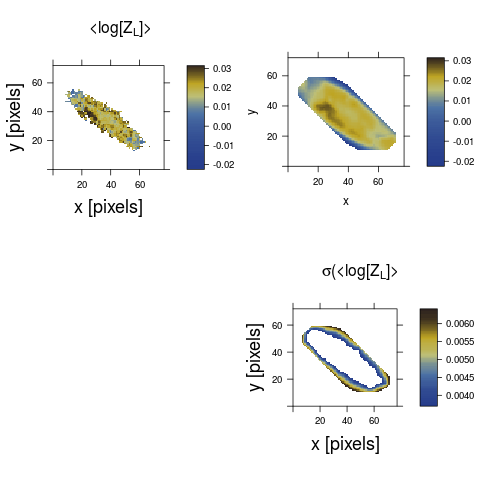 <log[Z_L]>
0.03
0.02
0.01
0.00
-0.01
-0.02
60
40
20
y [pixels]
20 40 60
x [pixels]
0.03
0.02
0.01
0.00
-0.01
-0.02
60
40
20
y
20 40 60
x
σ(<log[Z_L]>
0.0060
0.0055
0.0050
0.0045
0.0040
60
40
20
y [pixels]
20 40 60
x [pixels]